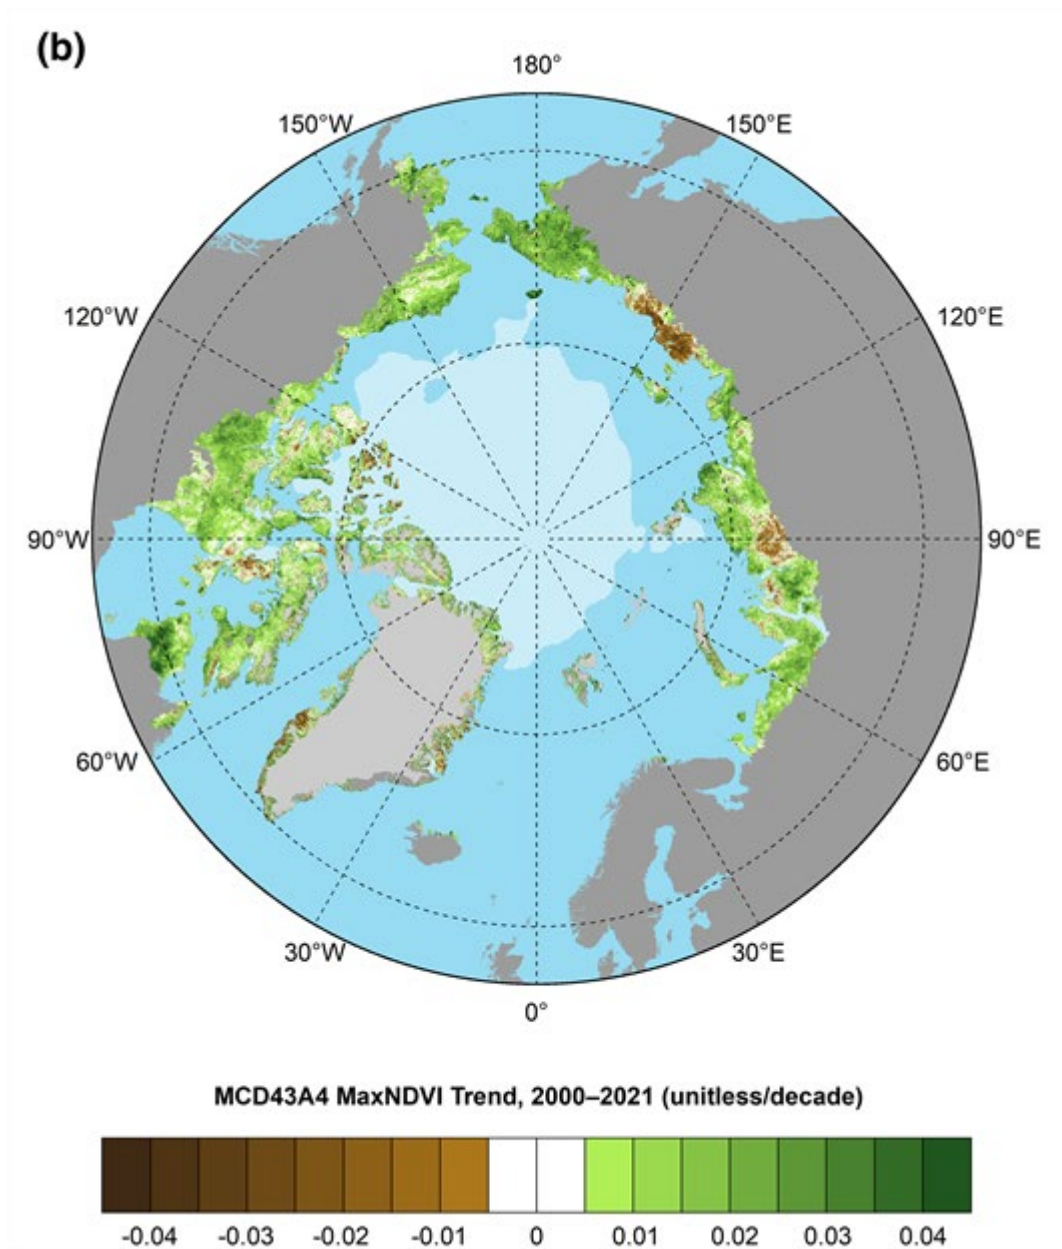 (b)
180°
150°W
150°E
120°W
120°E
90°W
90°E
60°W
60°E
30°W
30°E
0°
MCD43A4 MaxNDVI Trend, 2000–2021 (unitless/decade)
-0.04 -0.03 -0.02 -0.01 0 0.01 0.02 0.03 0.04